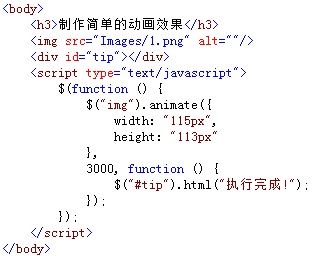 <body>
    <h3>制作简单的动画效果</h3>
    <img src="Images/1.png" alt=""/>
    <div id="tip"></div>
    <script type="text/javascript">
        $(function () {
            $("img").animate({
                width: "115px",
                height: "113px"
            },
            3000, function () {
                $("#tip").html("执行完成!");
            });
        });
    </script>
</body>